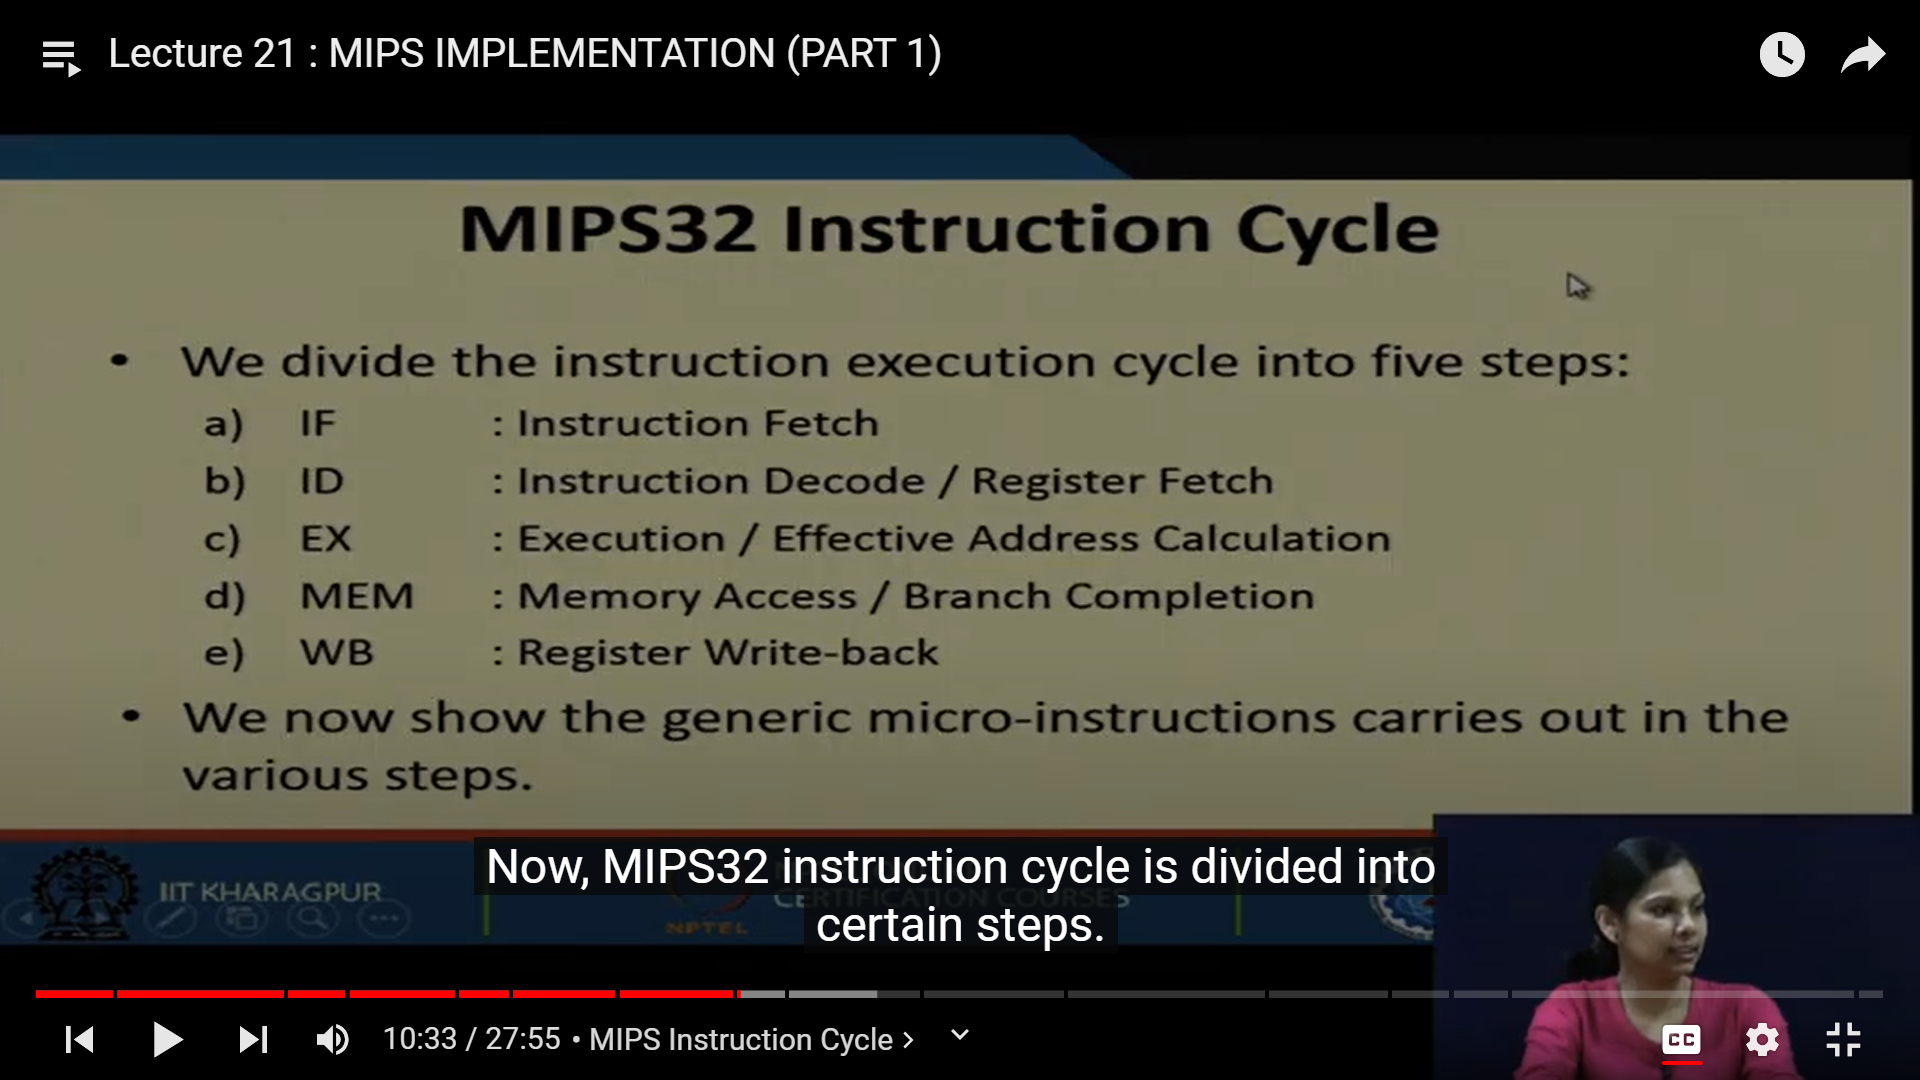 Lecture 21 : MIPS IMPLEMENTATION (PART 1)
MIPS32 Instruction Cycle
• We divide the instruction execution cycle into five steps:
a) IF : Instruction Fetch
b) ID : Instruction Decode / Register Fetch
c) EX : Execution / Effective Address Calculation
d) MEM : Memory Access / Branch Completion
e) WB : Register Write-back
• We now show the generic micro-instructions carries out in the
various steps.
Now, MIPS32 instruction cycle is divided into
certain steps.
IIT KHARAGPUR
NPTEL
CERTIFICATION COURSES
10:33 / 27:55 • MIPS Instruction Cycle >
CC